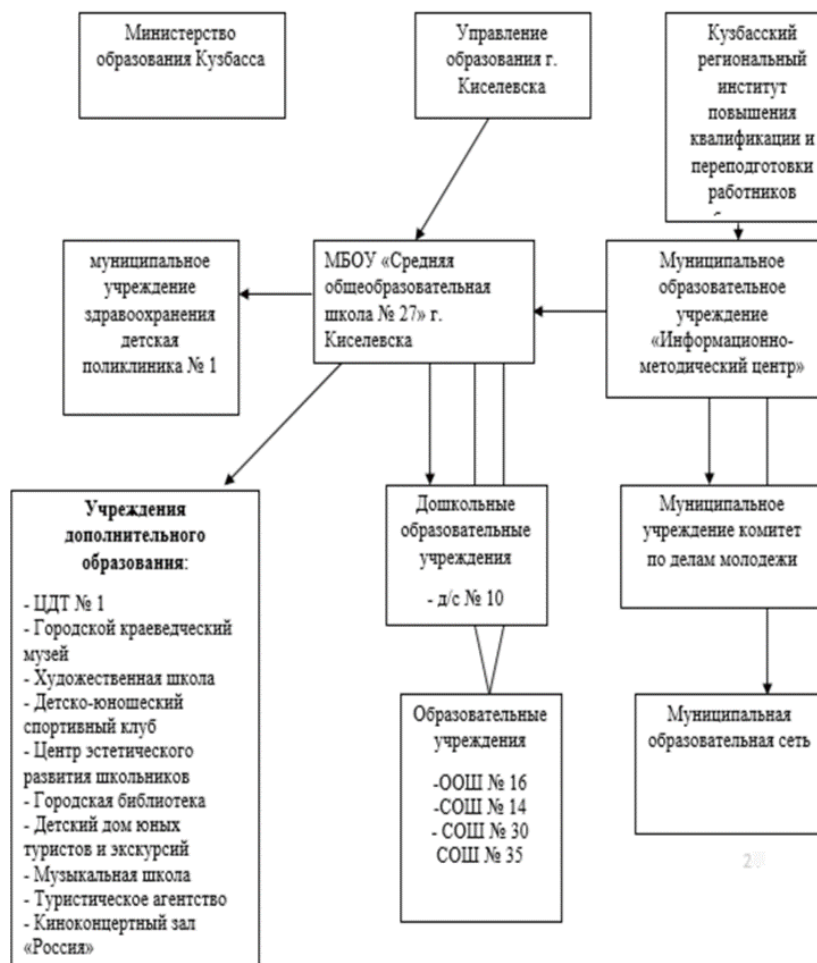 Министерство
образования Кузбасса
Управление
образования г.
Киселевска
Кузбасский
региональный
институт
повышения
квалификации и
переподготовки
работников
муниципальное
учреждение
здравоохранения
детская
поликлиника № 1
МБОУ «Средняя
общеобразовательная
школа № 27» г.
Киселевска
Муниципальное
образовательное
учреждение
«Информационно-
методический центр»
Учреждения
дополнительного
образования:
- ЦДТ № 1
- Городской краеведческий
музей
- Художественная школа
- Детско-юношеский
спортивный клуб
- Центр эстетического
развития школьников
- Городская библиотека
- Детский дом юных
туристов и экскурсий
- Музыкальная школа
- Туристическое агентство
- Киноконцертный зал
«Россия»
Дошкольные
образовательные
учреждения
- д/с № 10
Муниципальное
учреждение комитет
по делам молодежи
Образовательные
учреждения
-ООШ № 16
-СОШ № 14
- СОШ № 30
СОШ № 35
Муниципальная
образовательная сеть